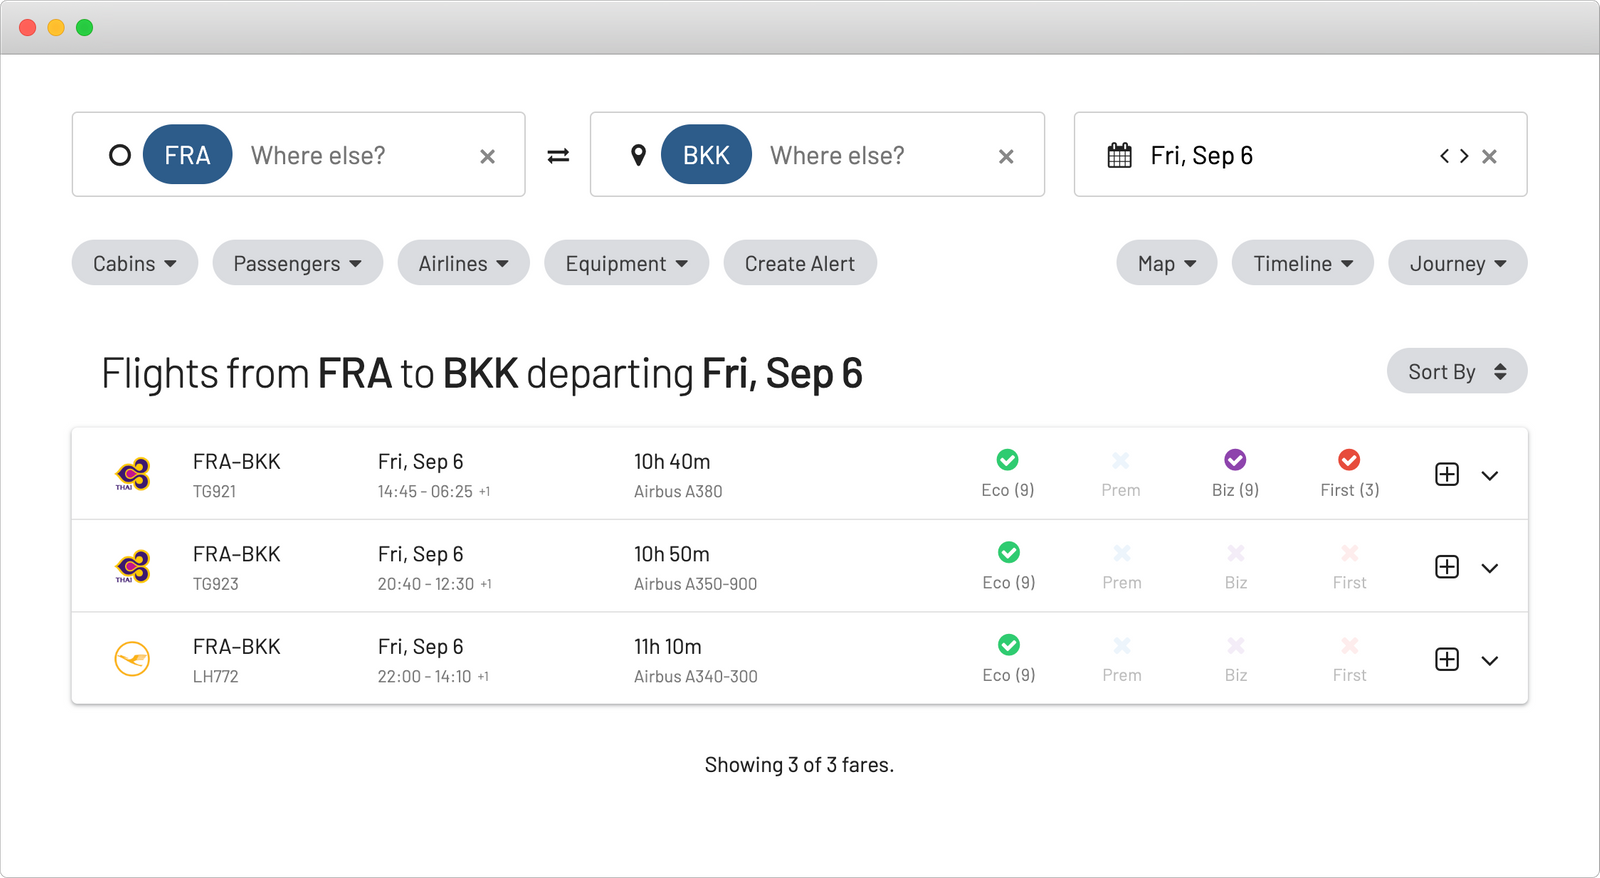 FRA Where else?
BKK Where else?
Fri, Sep 6
Cabins Passengers Airlines Equipment Create Alert Map Timeline Journey
Flights from FRA to BKK departing Fri, Sep 6
Sort By
THAI
FRA–BKK Fri, Sep 6 10h 40m
TG921 14:45 - 06:25 +1 Airbus A380 Eco (9) Prem Biz (9) First (3)
THAI
FRA–BKK Fri, Sep 6 10h 50m
TG923 20:40 - 12:30 +1 Airbus A350-900 Eco (9) Prem Biz First
FRA–BKK Fri, Sep 6 11h 10m
LH772 22:00 - 14:10 +1 Airbus A340-300 Eco (9) Prem Biz First
Showing 3 of 3 fares.